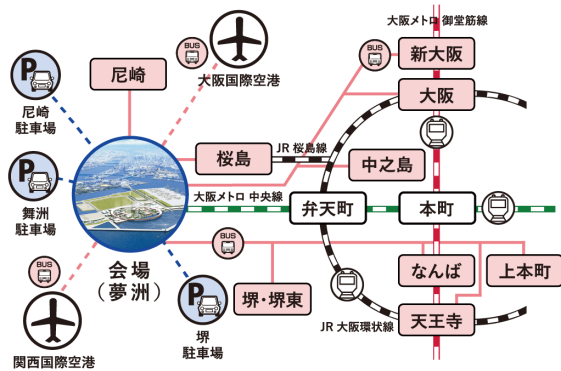 大阪メトロ 御堂筋線
BUS
大阪国際空港
BUS
新大阪
P
尼崎
駐車場
尼崎
大阪
桜島
JR 桜島線
中之島
P
舞洲
駐車場
大阪メトロ 中央線
弁天町
本町
BUS
会場
(夢洲)
BUS
関西国際空港
P
堺
駐車場
堺・堺東
なんば
上本町
天王寺
JR 大阪環状線